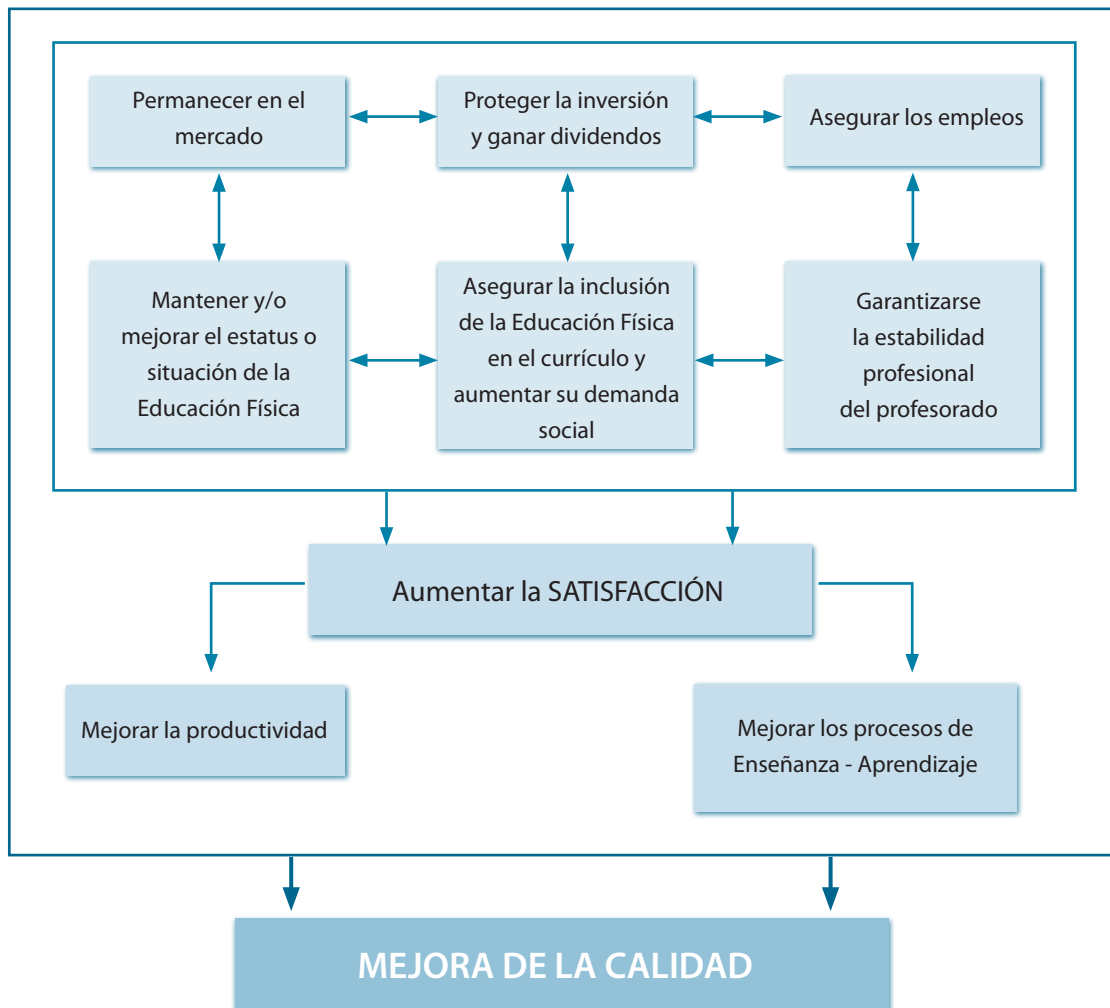 Permanecer en el
mercado
Proteger la inversión
y ganar dividendos
Asegurar los empleos
Mantener y/o
mejorar el estatus o
situación de la
Educación Física
Asegurar la inclusión
de la Educación Física
en el currículo y
aumentar su demanda
social
Garantizarse
la estabilidad
profesional
del profesorado
Aumentar la SATISFACCIÓN
Mejorar la productividad
Mejorar los procesos de
Enseñanza - Aprendizaje
MEJORA DE LA CALIDAD